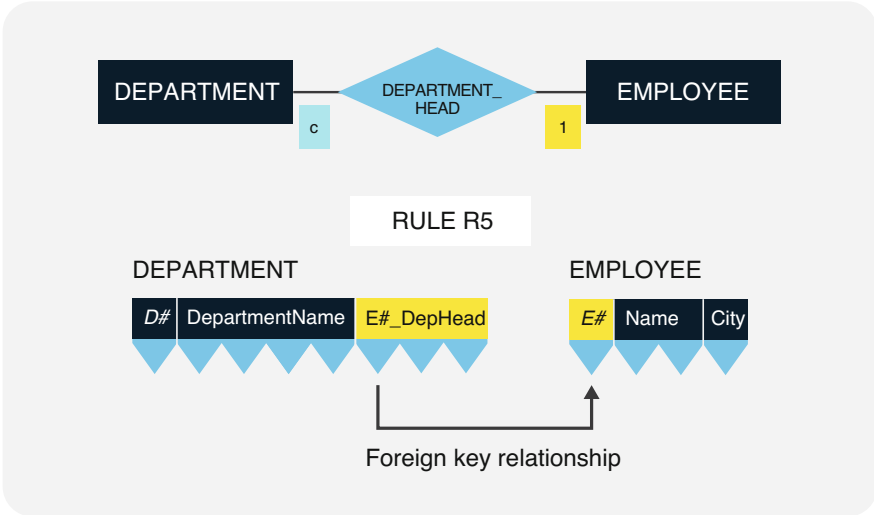 DEPARTMENT
DEPARTMENT_
HEAD
EMPLOYEE
c
1
RULE R5
DEPARTMENT
EMPLOYEE
D# DepartmentName E#_DepHead
E# Name City
Foreign key relationship